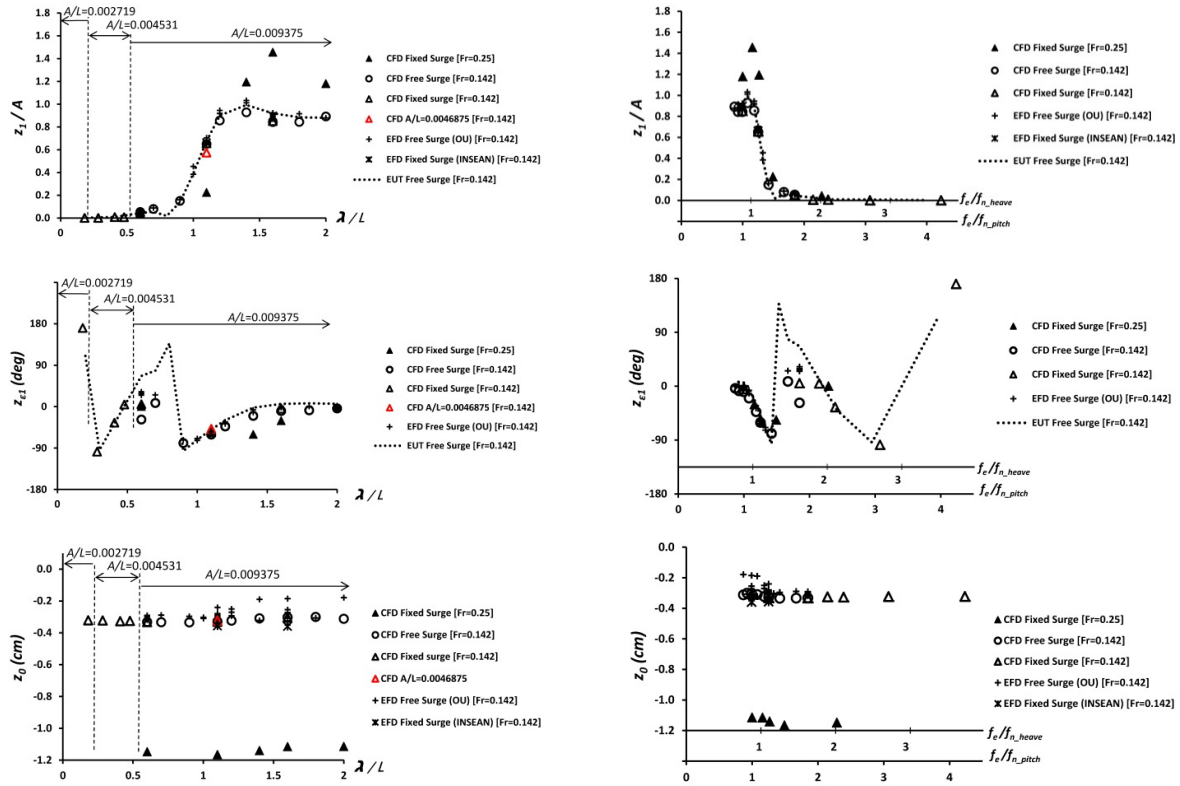 A/L=0.002719
A/L=0.004531
A/L=0.009375
z1 / A
1.8
1.6
1.4
1.2
1.0
0.8
0.6
0.4
0.2
0.0
0 0.5 1 1.5 2
λ/L
CFD Fixed Surge [Fr=0.25]
CFD Free Surge [Fr=0.142]
CFD Fixed surge [Fr=0.142]
CFD A/L=0.0046875 [Fr=0.142]
EFD Free Surge (OU) [Fr=0.142]
EFD Fixed Surge (INSEAN) [Fr=0.142]
EUT Free Surge [Fr=0.142]
z1 / A
1.8
1.6
1.4
1.2
1.0
0.8
0.6
0.4
0.2
0.0
1 2 3
fe/fn_heave
fe/fn_pitch
0 1 2 3 4
CFD Fixed Surge [Fr=0.25]
CFD Free Surge [Fr=0.142]
CFD Fixed Surge [Fr=0.142]
EFD Free Surge (OU) [Fr=0.142]
EFD Fixed Surge (INSEAN) [Fr=0.142]
EUT Free Surge [Fr=0.142]
A/L=0.002719
A/L=0.004531
A/L=0.009375
zε1 (deg)
180
90
0
-90
-180
0 0.5 1 1.5 2
λ/L
CFD Fixed Surge [Fr=0.25]
CFD Free Surge [Fr=0.142]
CFD Fixed Surge [Fr=0.142]
CFD A/L=0.0046875 [Fr=0.142]
EFD Free Surge (OU) [Fr=0.142]
EUT Free Surge [Fr=0.142]
zε1 (deg)
180
90
0
-90
-180
1 2 3
fe/fn_heave
fe/fn_pitch
0 1 2 3 4
CFD Fixed Surge [Fr=0.25]
CFD Free Surge [Fr=0.142]
CFD Fixed Surge [Fr=0.142]
EFD Free Surge (OU) [Fr=0.142]
EUT Free Surge [Fr=0.142]
A/L=0.002719
A/L=0.004531
A/L=0.009375
z0 (cm)
0.0
-0.2
-0.4
-0.6
-0.8
-1.0
-1.2
0 0.5 1 1.5 2
λ/L
CFD Fixed Surge [Fr=0.25]
CFD Free Surge [Fr=0.142]
CFD Fixed surge [Fr=0.142]
CFD A/L=0.0046875
EFD Free Surge (OU) [Fr=0.142]
EFD Fixed Surge (INSEAN) [Fr=0.142]
z0 (cm)
0.0
-0.2
-0.4
-0.6
-0.8
-1.0
-1.2
1 2 3
fe/fn_heave
fe/fn_pitch
0 1 2 3 4
CFD Fixed Surge [Fr=0.25]
CFD Free Surge [Fr=0.142]
CFD Fixed Surge [Fr=0.142]
EFD Free Surge (OU) [Fr=0.142]
EFD Fixed Surge (INSEAN) [Fr=0.142]